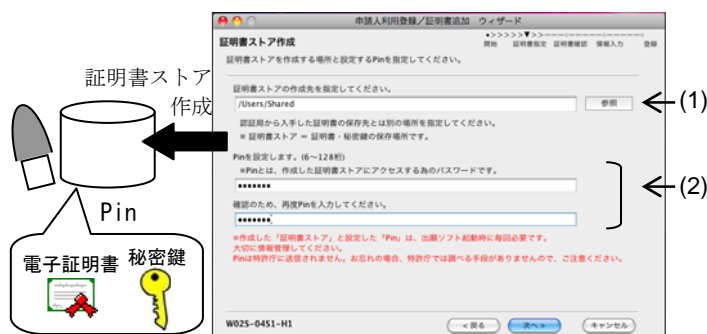 申請人利用登録/証明書追加 ウィザード
証明書ストア作成
●>>>>>▼>>
開始 証明書指定 証明書確認 情報入力 登録
証明書ストアを作成する場所と設定するPinを指定してください。
証明書ストア
作成
証明書ストアの作成先を指定してください。
/Users/Shared
参照
(1)
認証局から入手した証明書の保存先とは別の場所を指定してください。
※ 証明書ストア = 証明書・秘密鍵の保存場所です。
Pinを設定します。(6〜128桁)
※Pinとは、作成した証明書ストアにアクセスする為のパスワードです。
•••••••
(2)
確認のため、再度Pinを入力してください。
•••••••
Pin
電子証明書 秘密鍵
※作成した「証明書ストア」と設定した「Pin」は、出願ソフト起動時に毎回必要です。
大切に情報管理してください。
Pinは特許庁に送信されません。お忘れの場合、特許庁では調べる手段がありませんので、ご注意ください。
W02S-0451-H1
<戻る
次へ>
キャンセル